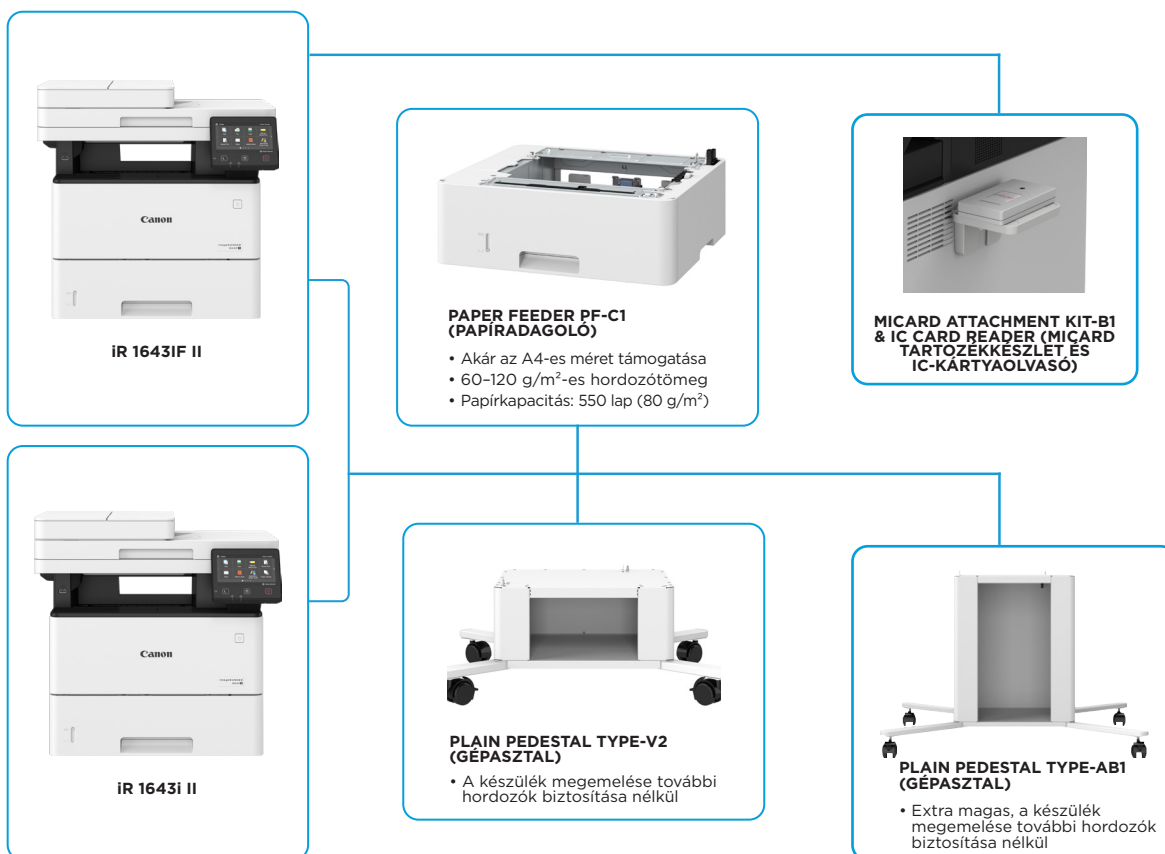 Canon
iR 1643IF II
PAPER FEEDER PF-C1
(PAPÍRADAGOLÓ)
• Akár az A4-es méret támogatása
• 60–120 g/m²-es hordozótömeg
• Papírkapacitás: 550 lap (80 g/m²)
MICARD ATTACHMENT KIT-B1
& IC CARD READER (MICARD
TARTOZÉKKÉSZLET ÉS
IC-KÁRTYAOLVASÓ)
Canon
iR 1643i II
PLAIN PEDESTAL TYPE-V2
(GÉPASZTAL)
• A készülék megemelése további
hordozók biztosítása nélkül
PLAIN PEDESTAL TYPE-AB1
(GÉPASZTAL)
• Extra magas, a készülék
megemelése további hordozók
biztosítása nélkül